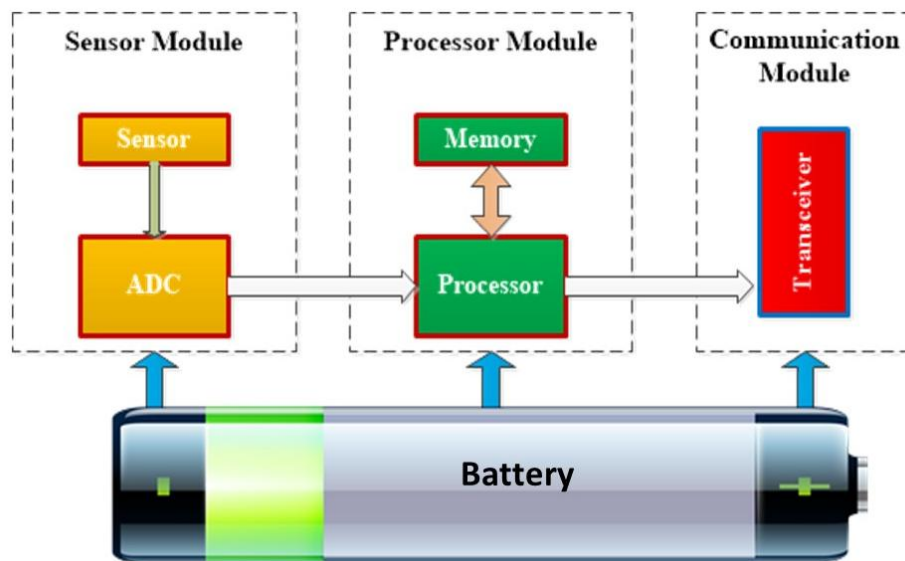 Sensor Module
Processor Module
Communication
Module
Sensor
Memory
Transceiver
ADC
Processor
Battery